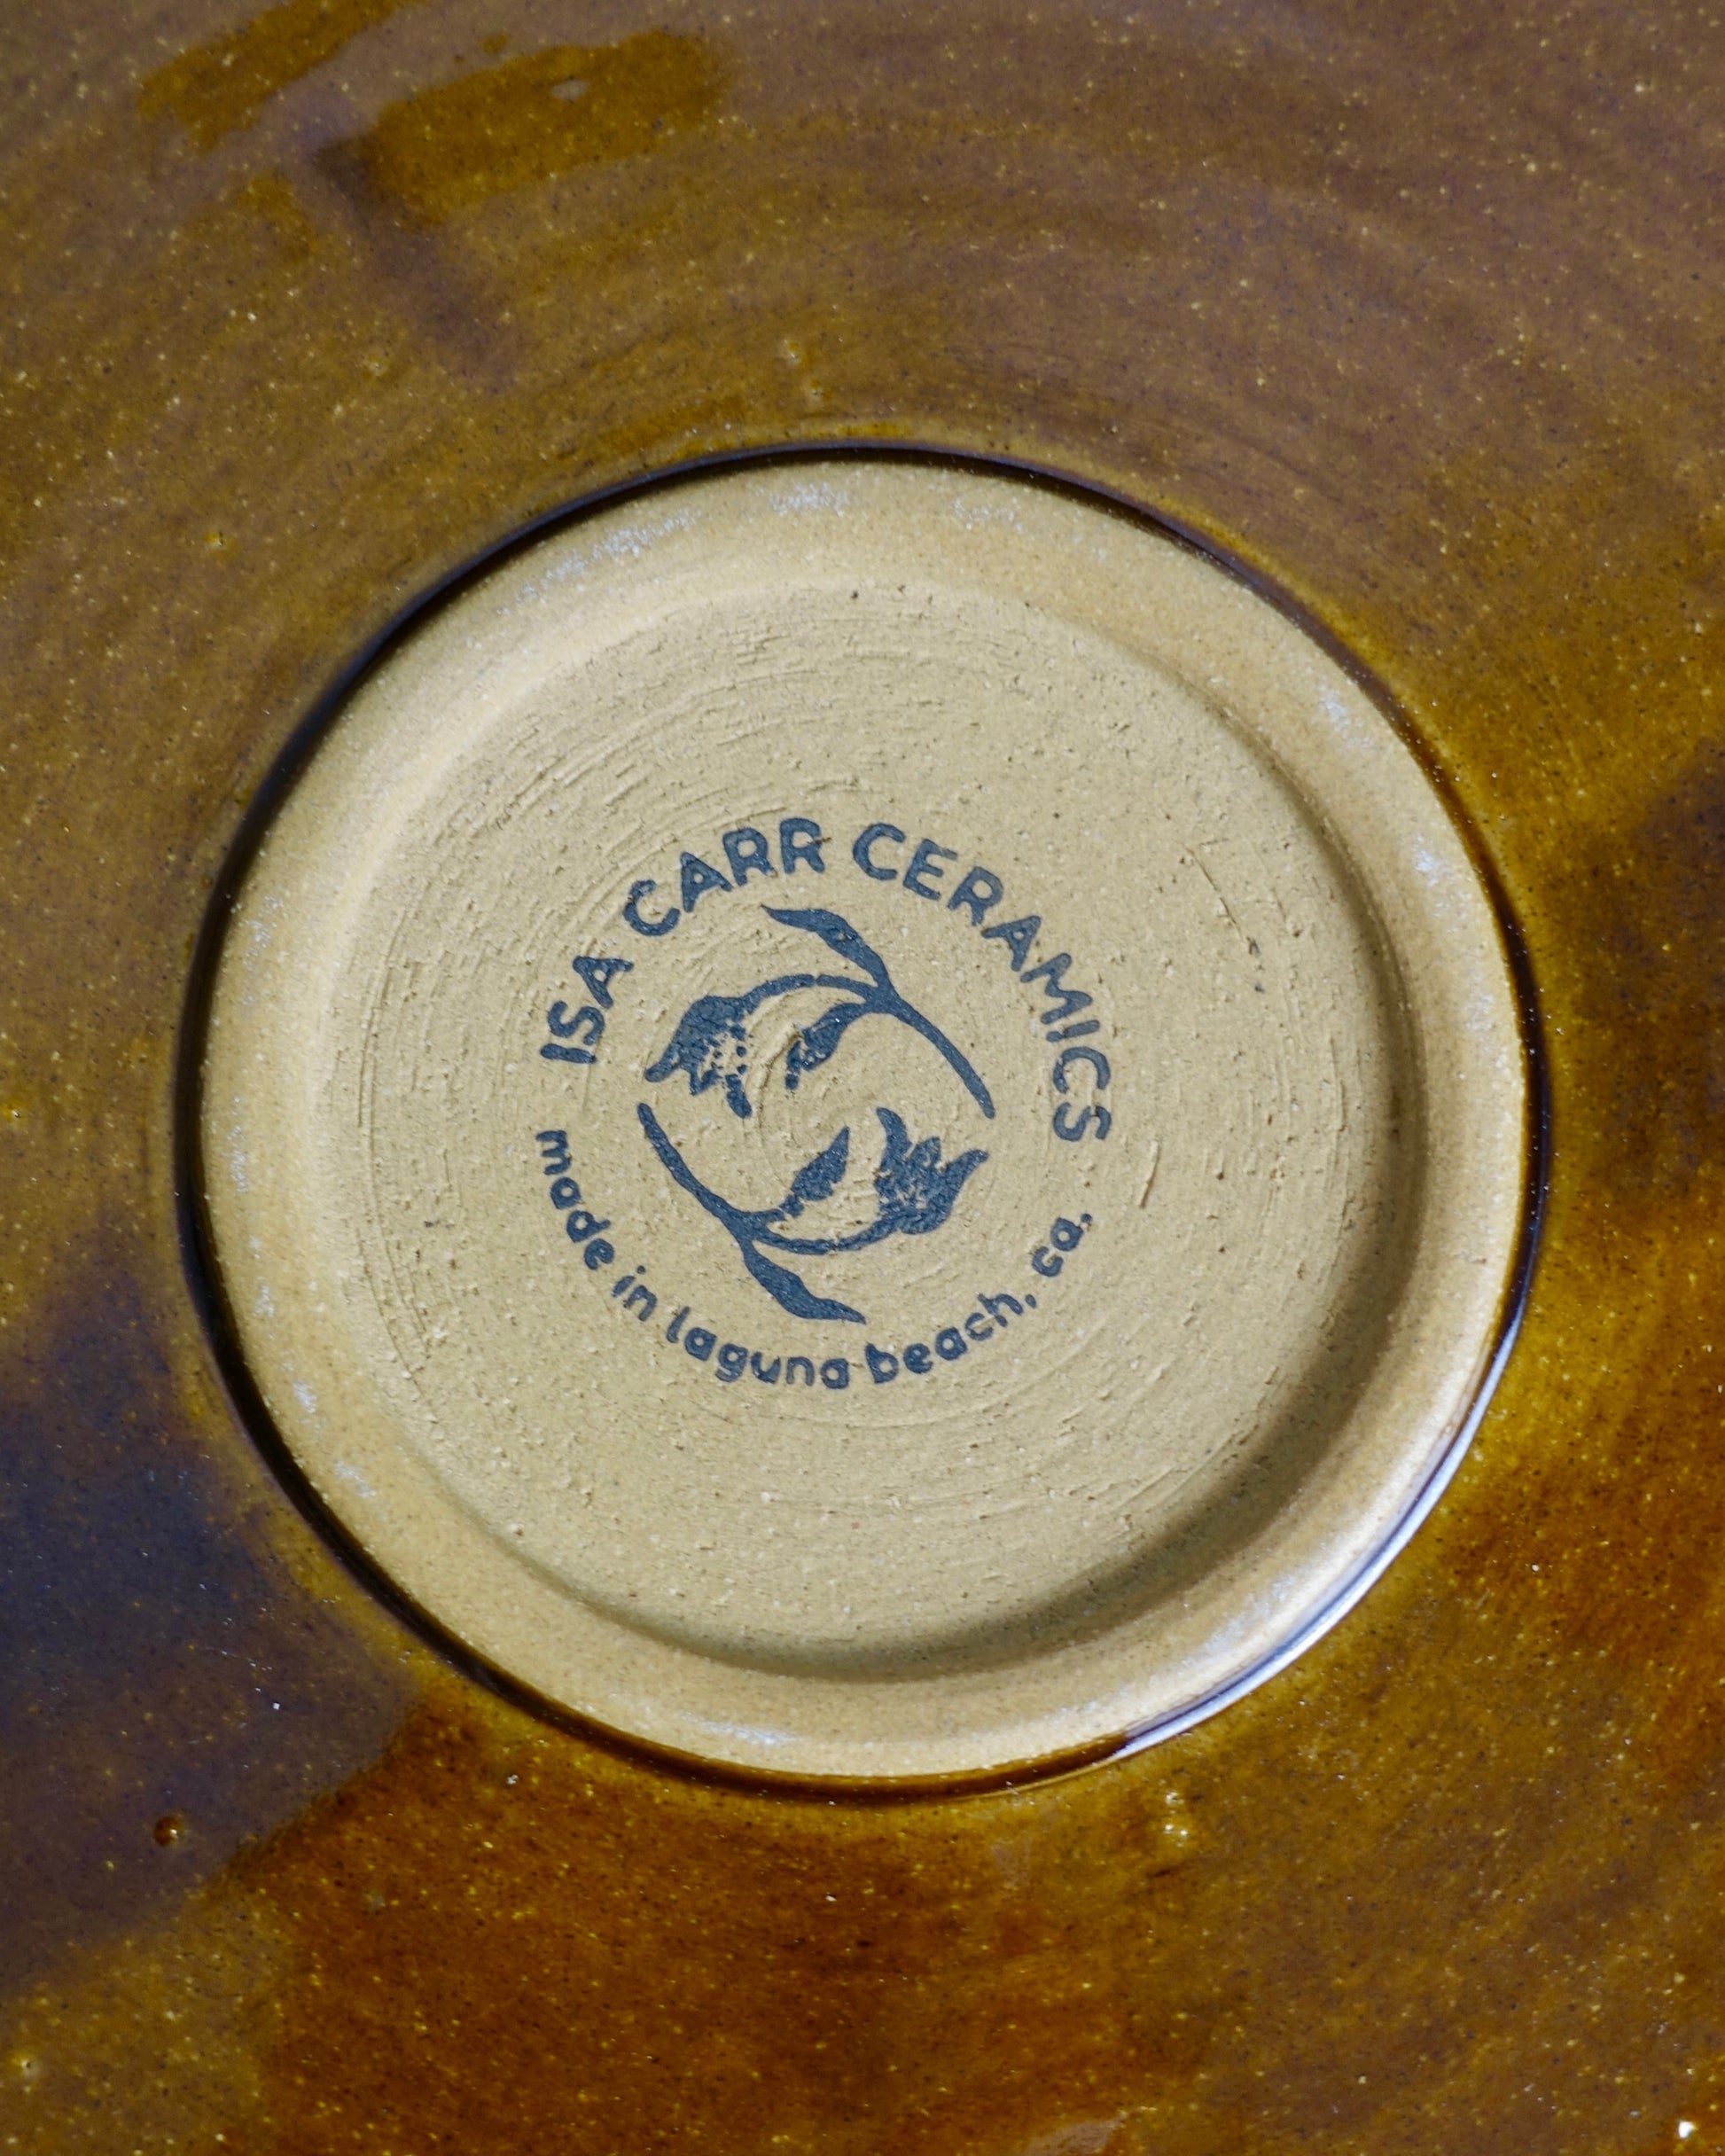 ISA CARR CERAMICS
made in laguna beach, ca.